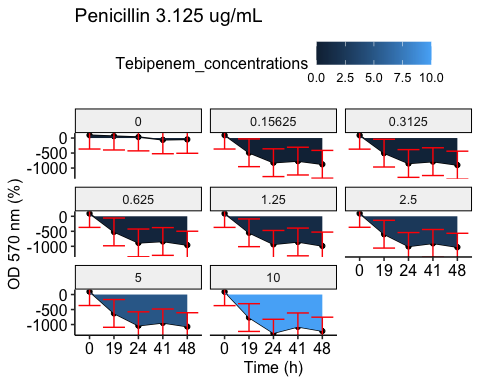 Penicillin 3.125 ug/mL
Tebipenem_concentrations
0.0 2.5 5.0 7.5 10.0
0 0.15625 0.3125
0
-500
-1000
0.625 1.25 2.5
0
-500
-1000
0 19 24 41 48
5 10
0
-500
-1000
0 19 24 41 48 0 19 24 41 48
OD 570 nm (%)
Time (h)